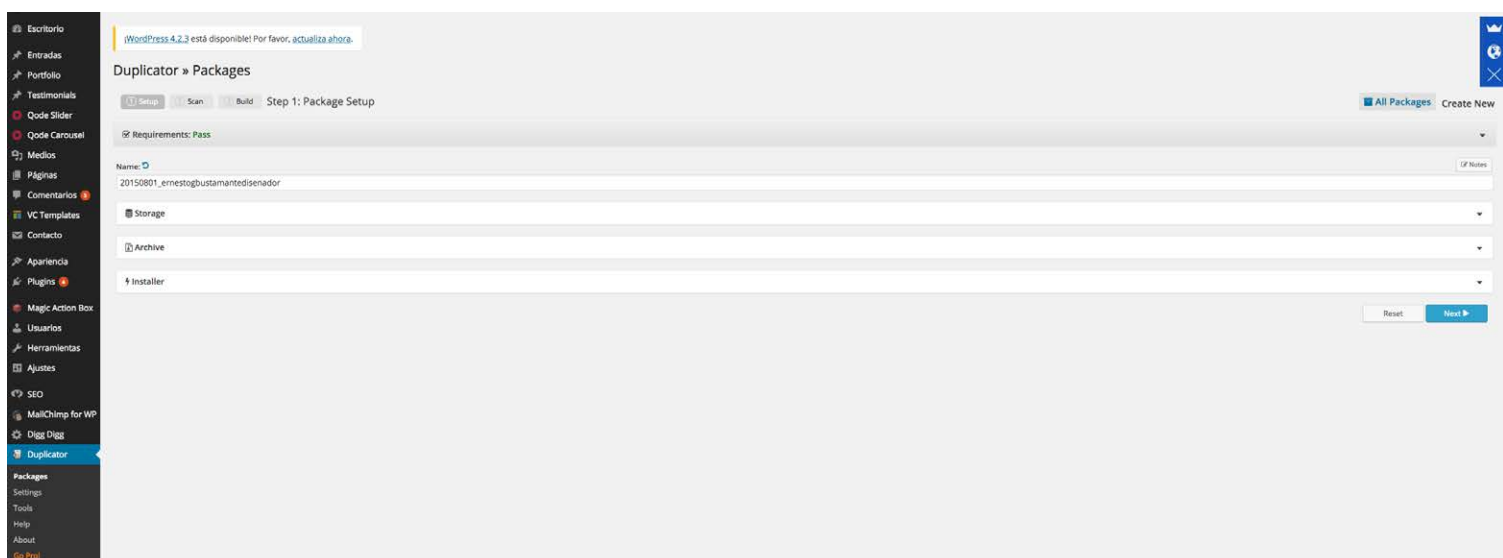 Escritorio
Entradas
Portfolio
Testimonials
Qode Slider
Qode Carousel
Medios
Páginas
Comentarios
VC Templates
Contacto
Apariencia
Plugins
Magic Action Box
Usuarios
Herramientas
Ajustes
SEO
MailChimp for WP
Digg Digg
Duplicator
Packages
Settings
Tools
Help
About
Go Pro!
¡WordPress 4.2.3 está disponible! Por favor, actualiza ahora.
Duplicator » Packages
1 Setup Scan Build Step 1: Package Setup
All Packages Create New
Requirements: Pass
Name:
Notes
20150801_ernestogbustamantedisenador
Storage
Archive
Installer
Reset Next